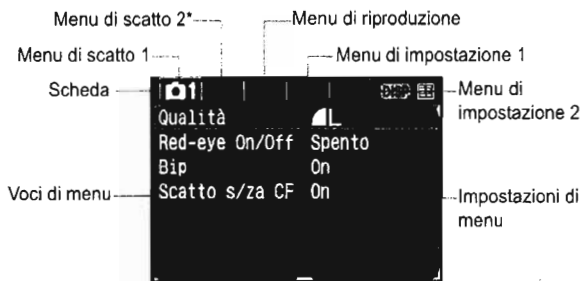 Menu di scatto 2*
Menu di riproduzione
Menu di scatto 1
Menu di impostazione 1
Scheda
1
DISP
Menu di impostazione 2
Qualità L
Red-eye On/Off Spento
Bip On
Voci di menu
Scatto s/za CF On
Impostazioni di menu